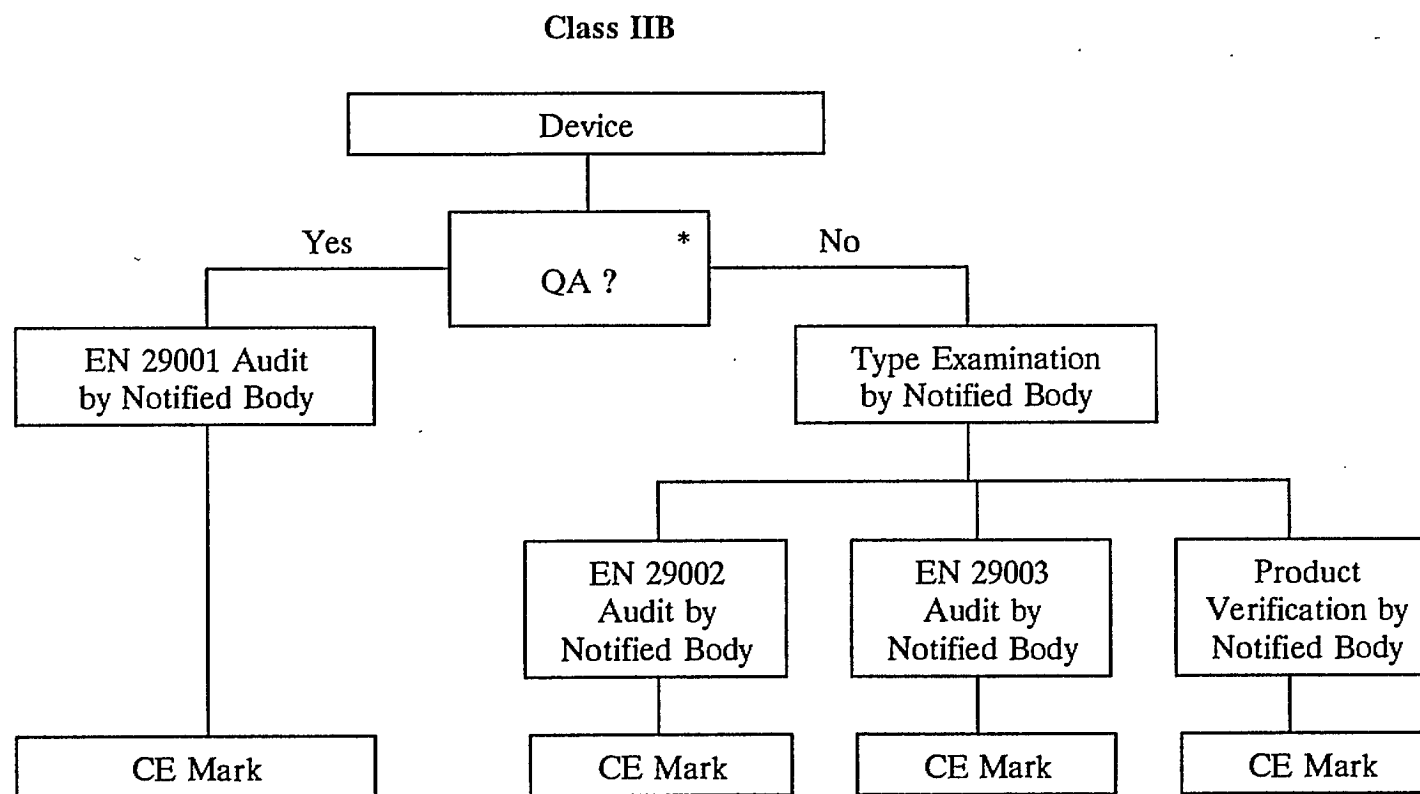 Class IIB
Device
Yes
*
No
QA ?
EN 29001 Audit
by Notified Body
Type Examination
by Notified Body
EN 29002
Audit by
Notified Body
EN 29003
Audit by
Notified Body
Product
Verification by
Notified Body
CE Mark
CE Mark
CE Mark
CE Mark